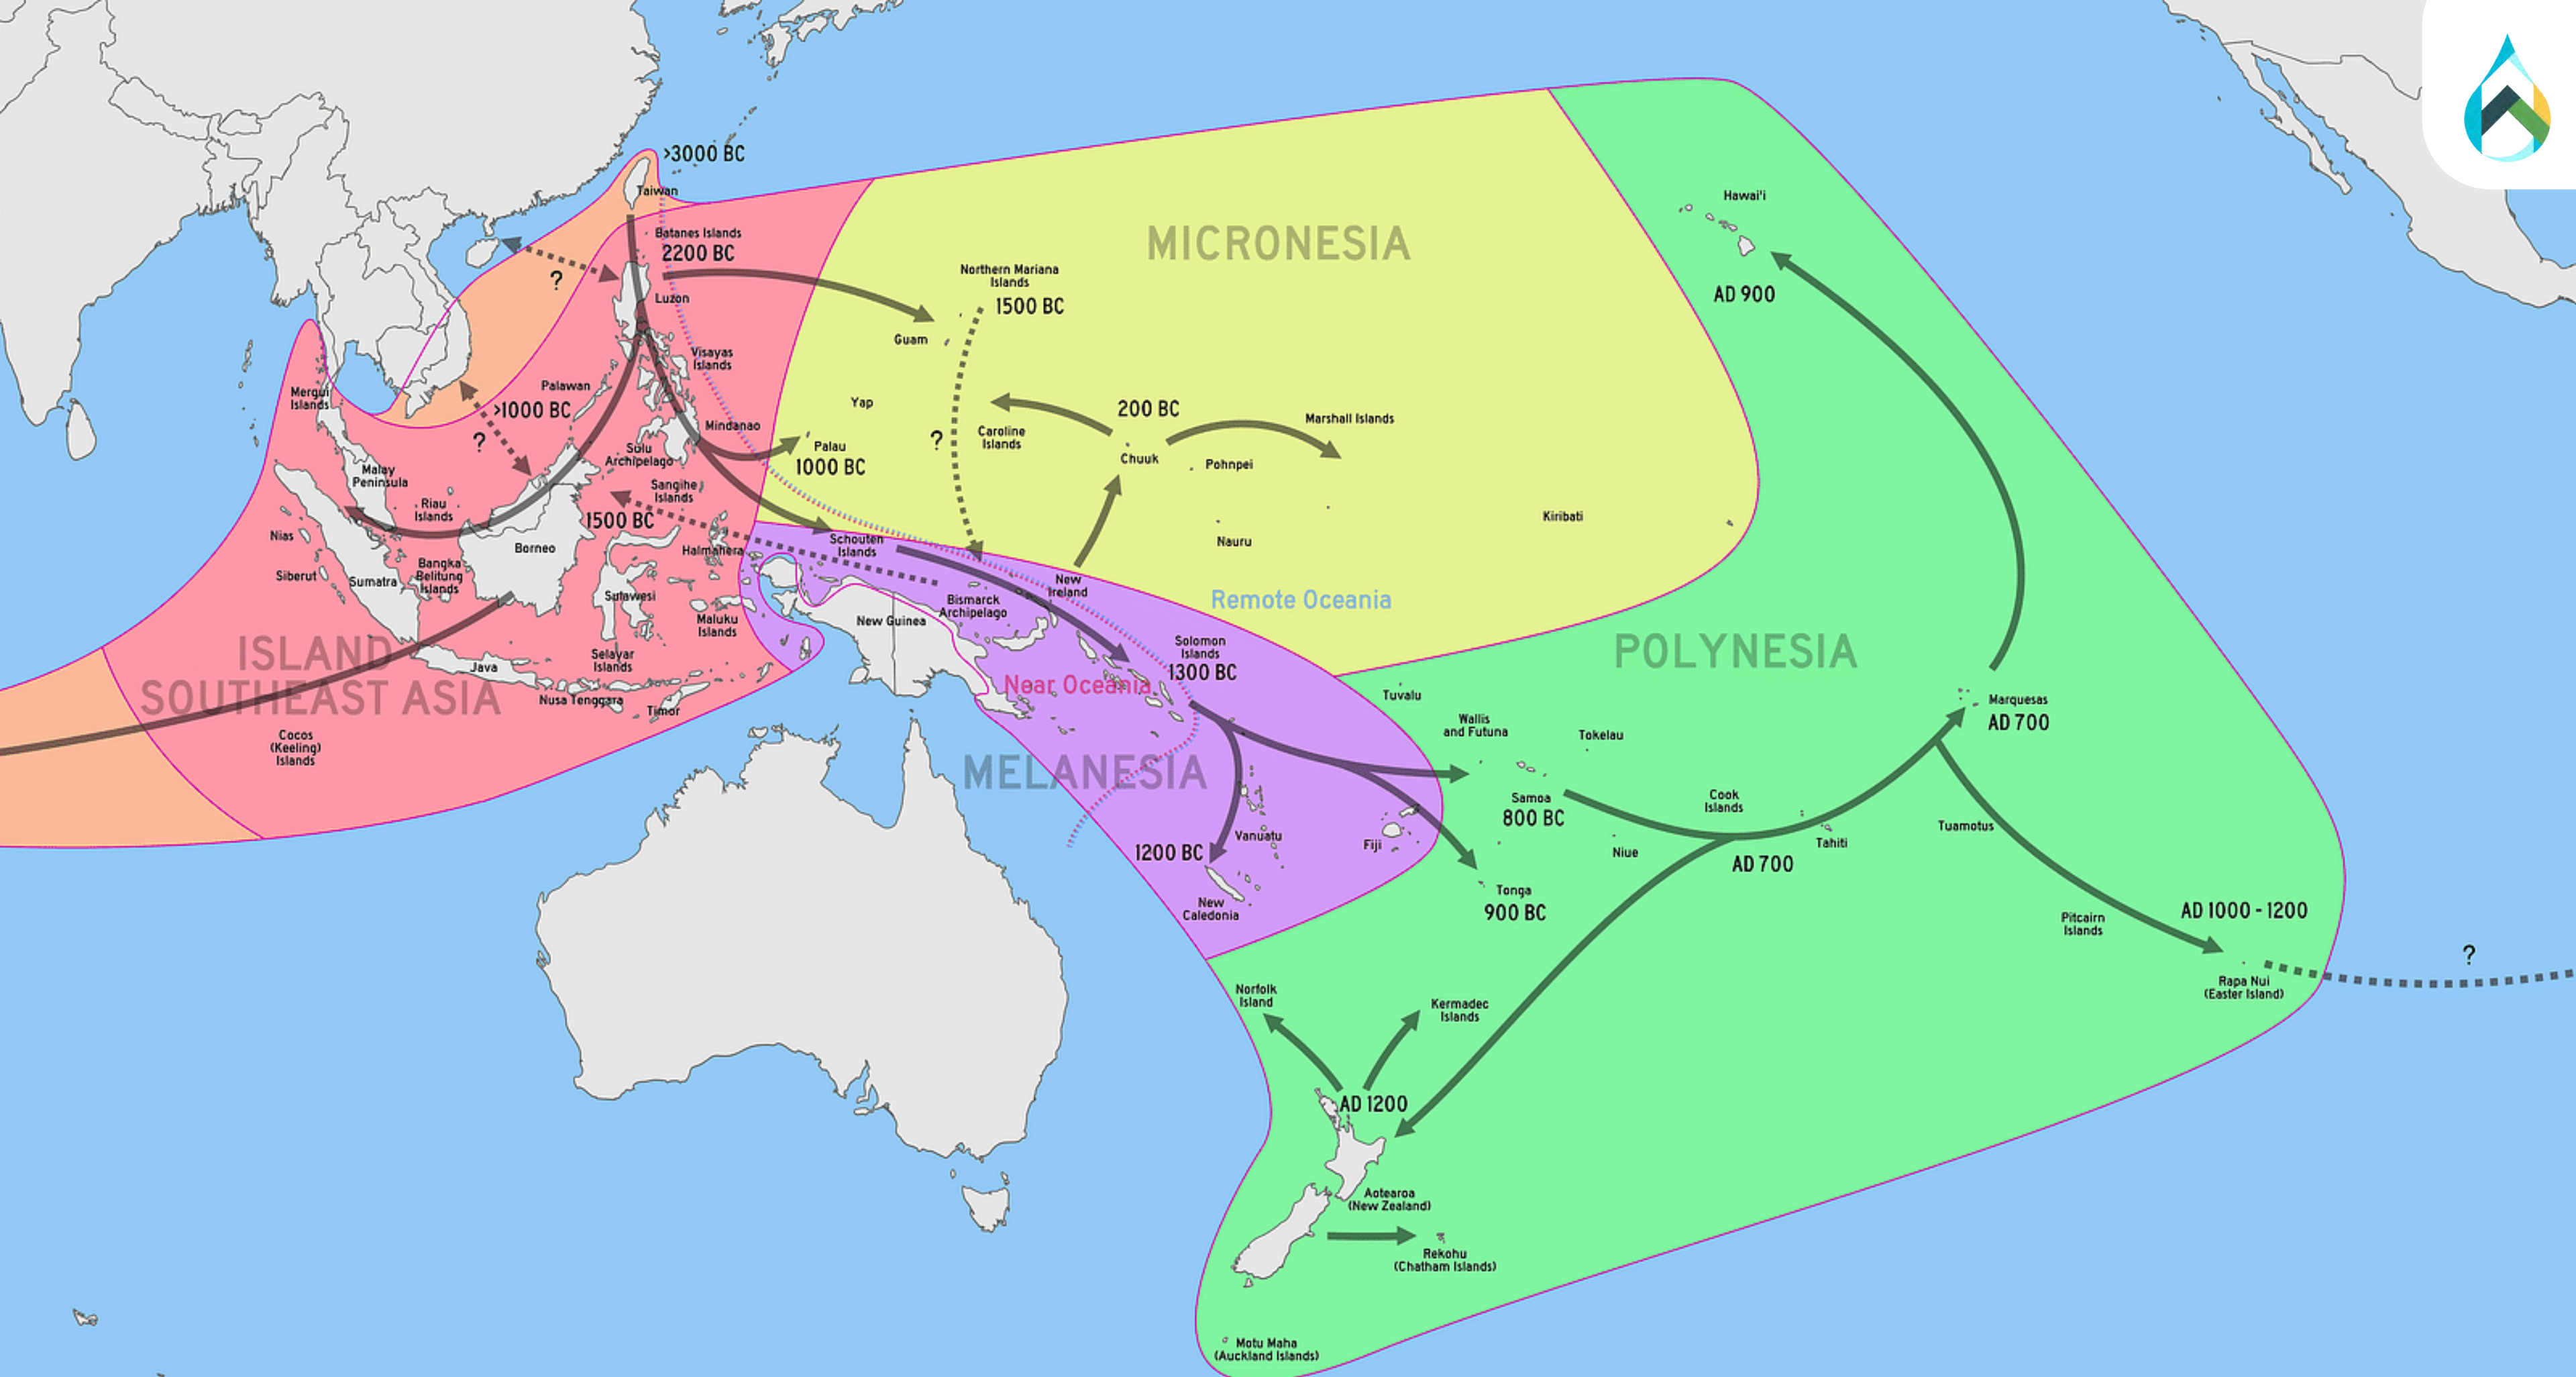 >3000 BC
Taiwan
Hawai'i
Batanes Islands
2200 BC
MICRONESIA
?
Northern Mariana
Islands
1500 BC
AD 900
Luzon
Guam
Visayas
Islands
Mergui
Islands
Palawan
>1000 BC
?
Yap
200 BC
Marshall Islands
Mindanao
Caroline
Islands
?
Palau
1000 BC
Chuuk
Pohnpei
Sulu
Archipelago
Malay
Peninsula
Sangihe
Islands
Riau
Islands
1500 BC
Kiribati
Nias
Borneo
Halmahera
Schouten
Islands
Nauru
Siberut
Sumatra
Bangka
Belitung
Islands
Sulawesi
New
Ireland
Bismarck
Archipelago
Remote Oceania
Maluku
Islands
New Guinea
ISLAND
SOUTHEAST ASIA
Java
Selayar
Islands
Solomon
Islands
1300 BC
POLYNESIA
Near Oceania
Nusa Tenggara
Timor
Tuvalu
Marquesas
AD 700
Cocos
(Keeling)
Islands
Wallis
and Futuna
Tokelau
MELANESIA
Samoa
800 BC
Cook
Islands
Tuamotus
Vanuatu
Fiji
1200 BC
Niue
Tahiti
AD 700
Tonga
900 BC
New
Caledonia
Pitcairn
Islands
AD 1000 - 1200
?
Rapa Nui
(Easter Island)
Norfolk
Island
Kermadec
Islands
AD 1200
Aotearoa
(New Zealand)
Rekohu
(Chatham Islands)
Motu Maha
(Auckland Islands)